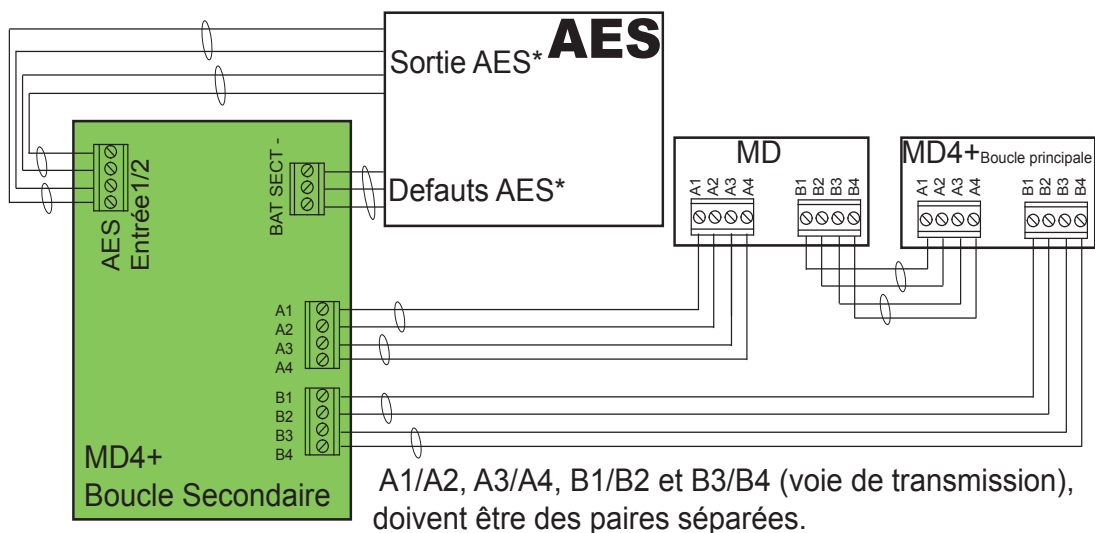 AES
Sortie AES*
Defauts AES*
AES
Entrée1/2
BAT SECT -
MD
A1 A2 A3 A4
B1 B2 B3 B4
MD4+ Boucle principale
A1 A2 A3 A4
B1 B2 B3 B4
A1
A2
A3
A4
B1
B2
B3
B4
MD4+
Boucle Secondaire
A1/A2, A3/A4, B1/B2 et B3/B4 (voie de transmission),
doivent être des paires séparées.